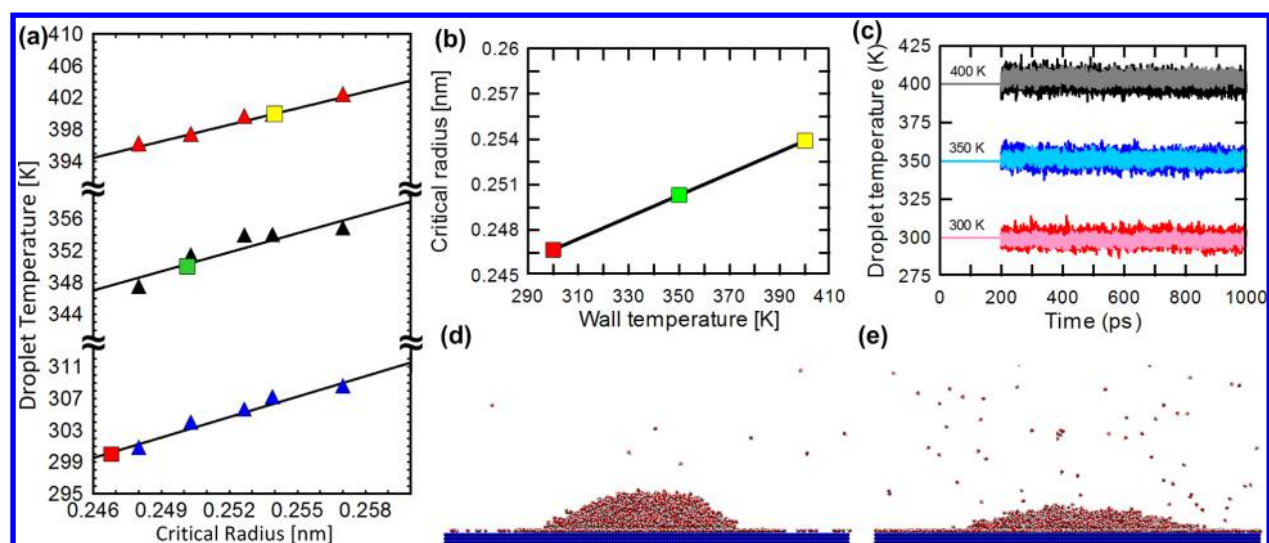 (a)
410
406
402
398
394
356
352
348
344
311
307
303
299
295
Droplet Temperature [K]
0.246 0.249 0.252 0.255 0.258
Critical Radius [nm]
(b)
0.26
0.257
0.254
0.251
0.248
0.245
Critical radius [nm]
290 310 330 350 370 390 410
Wall temperature [K]
(c)
425
400
375
350
325
300
275
Droplet temperature (K)
400 K
350 K
300 K
0 200 400 600 800 1000
Time (ps)
(d)
(e)